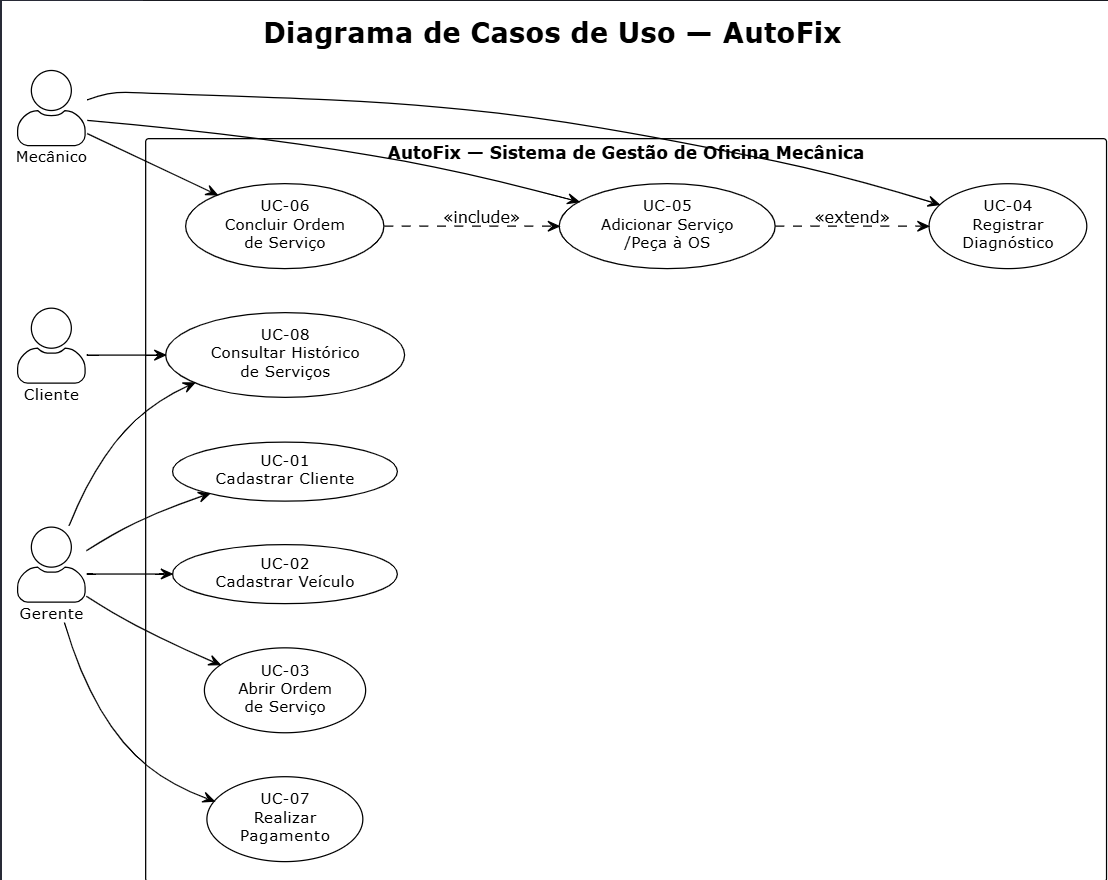 Diagrama de Casos de Uso — AutoFix
Mecânico
AutoFix — Sistema de Gestão de Oficina Mecânica
UC-06
Concluir Ordem
de Serviço
«include»
UC-05
Adicionar Serviço
/Peça à OS
«extend»
UC-04
Registrar
Diagnóstico
Cliente
UC-08
Consultar Histórico
de Serviços
UC-01
Cadastrar Cliente
Gerente
UC-02
Cadastrar Veículo
UC-03
Abrir Ordem
de Serviço
UC-07
Realizar
Pagamento